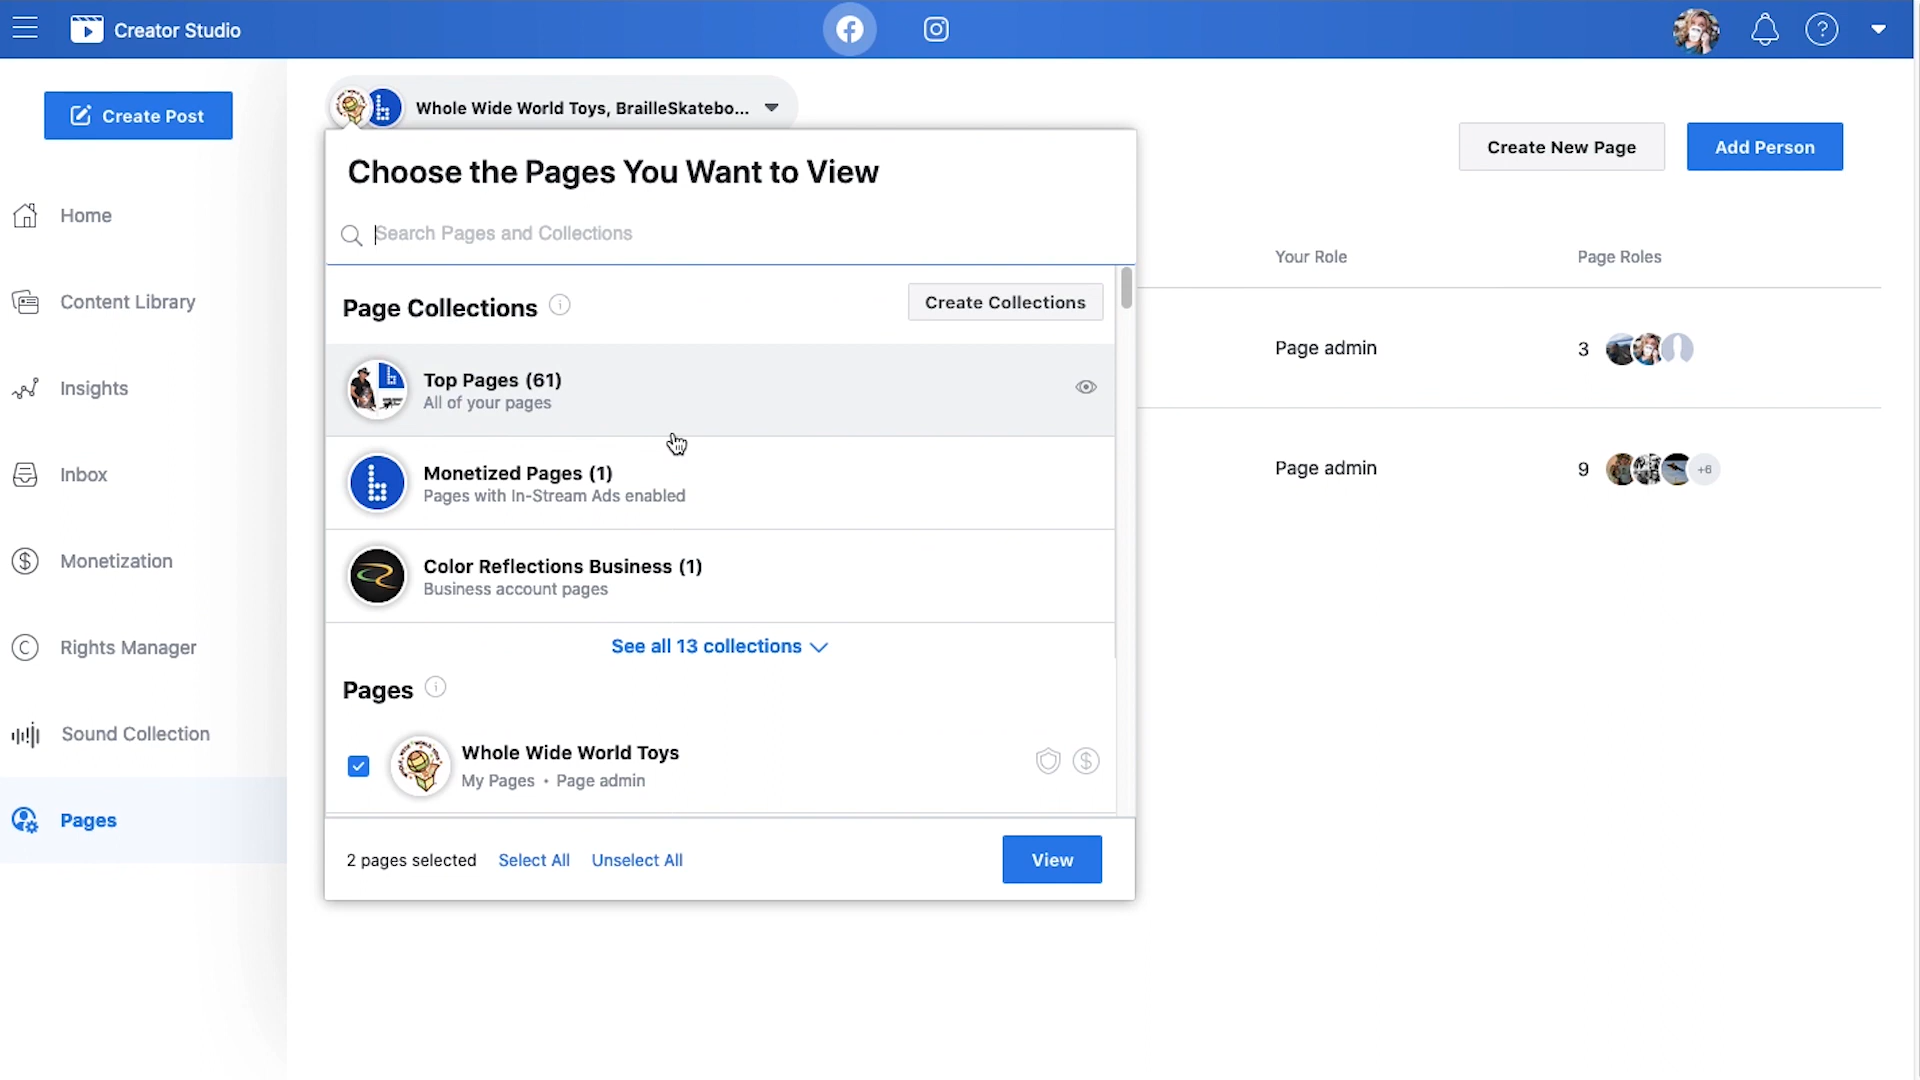 Creator Studio
Create Post
Home
Content Library
Insights
Inbox
Monetization
Rights Manager
Sound Collection
Pages
Whole Wide World Toys, BrailleSkatebo...
Choose the Pages You Want to View
Search Pages and Collections
Page Collections
Create Collections
Top Pages (61)
All of your pages
Monetized Pages (1)
Pages with In-Stream Ads enabled
Color Reflections Business (1)
Business account pages
See all 13 collections
Pages
Whole Wide World Toys
My Pages • Page admin
2 pages selected Select All Unselect All
View
Create New Page
Add Person
Your Role Page Roles
Page admin 3
Page admin 9 +6